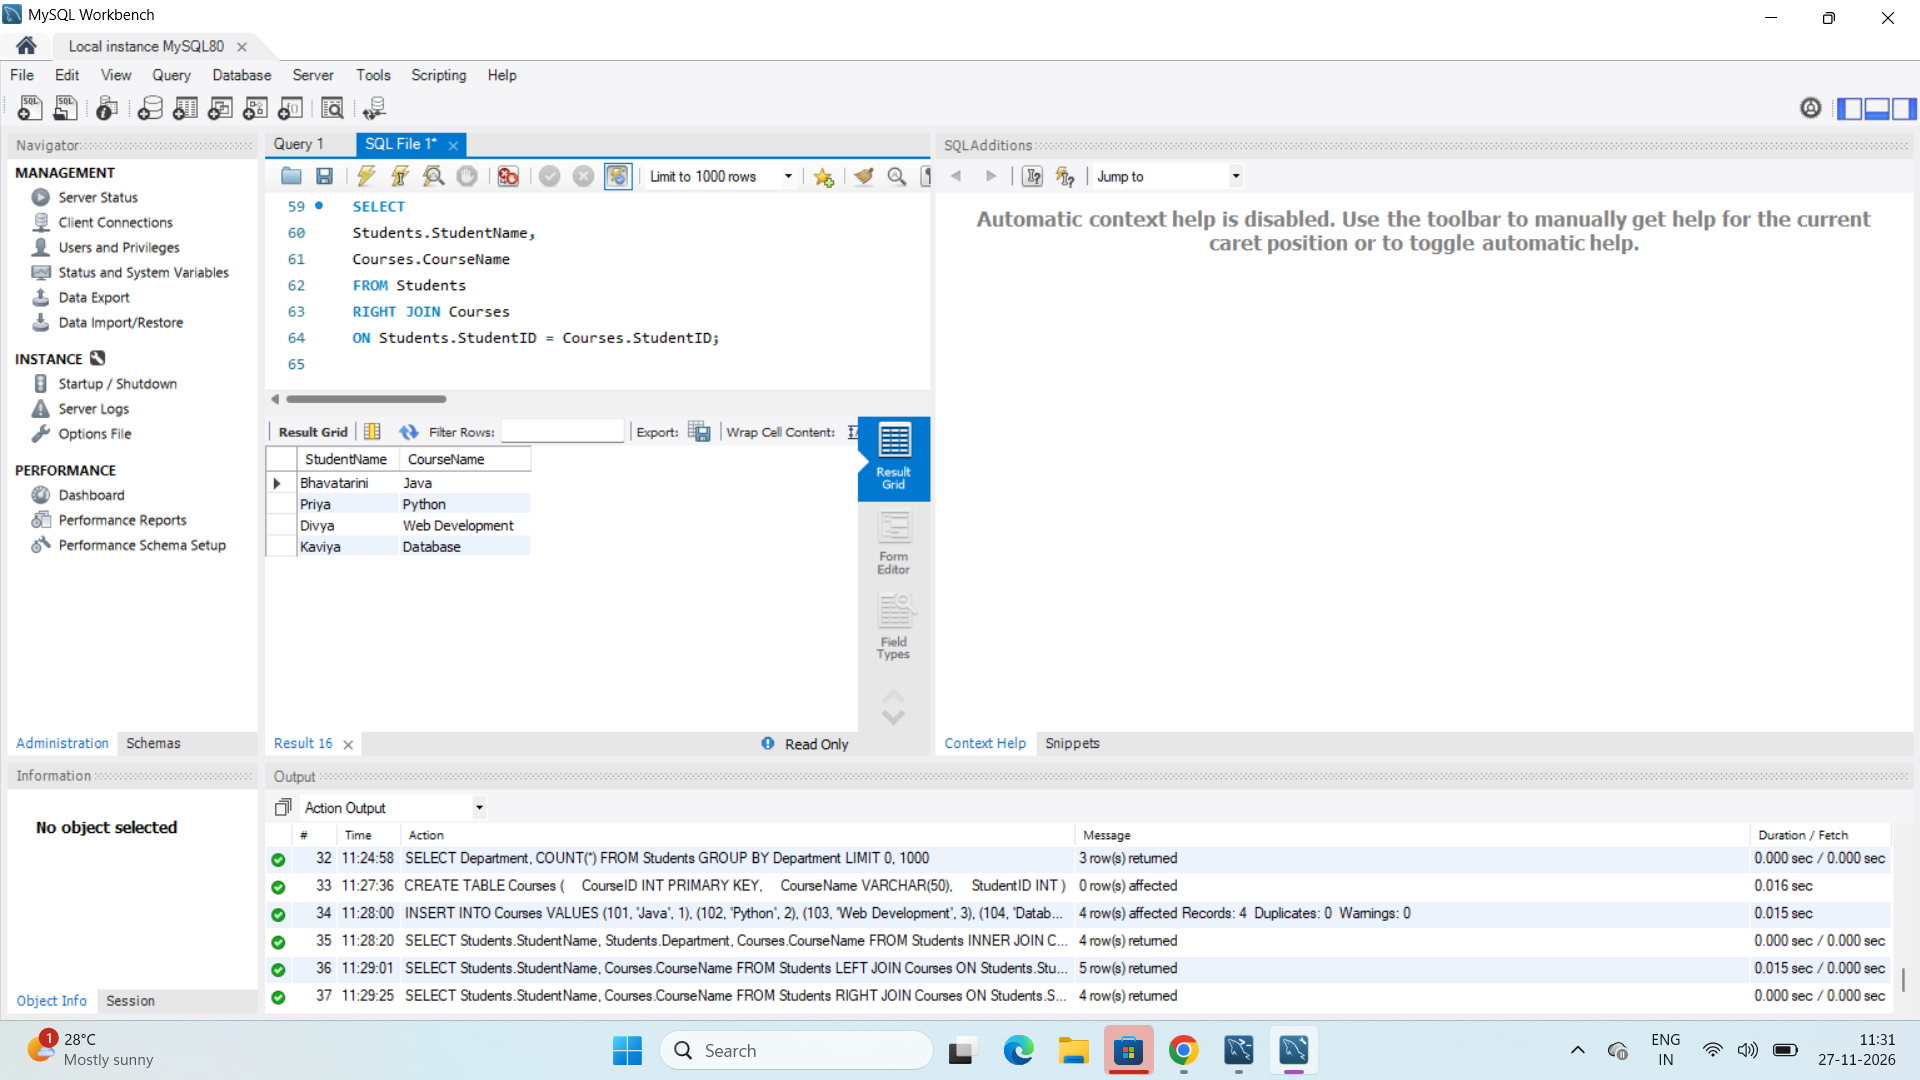 MySQL Workbench
Local instance MySQL80
File Edit View Query Database Server Tools Scripting Help
Navigator
MANAGEMENT
Server Status
Client Connections
Users and Privileges
Status and System Variables
Data Export
Data Import/Restore
INSTANCE
Startup / Shutdown
Server Logs
Options File
PERFORMANCE
Dashboard
Performance Reports
Performance Schema Setup
Administration Schemas
Query 1 SQL File 1*
Limit to 1000 rows
59 SELECT
60 Students.StudentName,
61 Courses.CourseName
62 FROM Students
63 RIGHT JOIN Courses
64 ON Students.StudentID = Courses.StudentID;
65
Result Grid Filter Rows: Export: Wrap Cell Content:
StudentName CourseName
Bhavatarini Java
Priya Python
Divya Web Development
Kaviya Database
Result Grid
Form Editor
Field Types
Result 16 Read Only
SQLAdditions
Jump to
Automatic context help is disabled. Use the toolbar to manually get help for the current
caret position or to toggle automatic help.
Context Help Snippets
Information
No object selected
Object Info Session
Output
Action Output
# Time Action Message Duration / Fetch
32 11:24:58 SELECT Department, COUNT(*) FROM Students GROUP BY Department LIMIT 0, 1000 3 row(s) returned 0.000 sec / 0.000 sec
33 11:27:36 CREATE TABLE Courses ( CourseID INT PRIMARY KEY, CourseName VARCHAR(50), StudentID INT ) 0 row(s) affected 0.016 sec
34 11:28:00 INSERT INTO Courses VALUES (101, 'Java', 1), (102, 'Python', 2), (103, 'Web Development', 3), (104, 'Datab... 4 row(s) affected Records: 4 Duplicates: 0 Warnings: 0 0.015 sec
35 11:28:20 SELECT Students.StudentName, Students.Department, Courses.CourseName FROM Students INNER JOIN C... 4 row(s) returned 0.000 sec / 0.000 sec
36 11:29:01 SELECT Students.StudentName, Courses.CourseName FROM Students LEFT JOIN Courses ON Students.Stu... 5 row(s) returned 0.015 sec / 0.000 sec
37 11:29:25 SELECT Students.StudentName, Courses.CourseName FROM Students RIGHT JOIN Courses ON Students.S... 4 row(s) returned 0.000 sec / 0.000 sec
1
28°C
Mostly sunny
Search
ENG
IN
11:31
27-11-2026